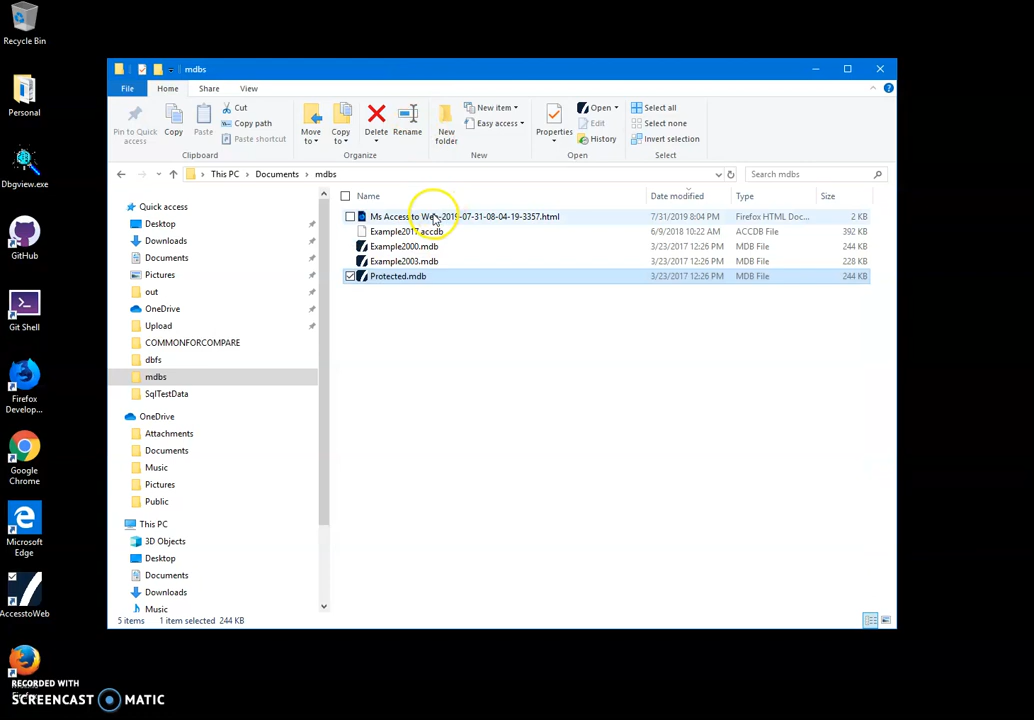 Recycle Bin
Personal
Dbgview.exe
GitHub
Git Shell
Firefox
Develop...
Google
Chrome
Microsoft
Edge
AccesstoWeb
RECORDED WITH
SCREENCAST MATIC
mdbs
File Home Share View
Pin to Quick
access
Copy
Paste
Cut
Copy path
Paste shortcut
Clipboard
Move
to
Copy
to
Delete
Rename
Organize
New
folder
New item
Easy access
New
Properties
Open
Edit
History
Open
Select all
Select none
Invert selection
Select
This PC > Documents > mdbs
Search mdbs
Quick access
Desktop
Downloads
Documents
Pictures
out
OneDrive
Upload
COMMONFORCOMPARE
dbfs
mdbs
SqlTestData
OneDrive
Attachments
Documents
Music
Pictures
Public
This PC
3D Objects
Desktop
Documents
Downloads
Music
Name Date modified Type Size
Ms Access to Web-2019-07-31-08-04-19-3357.html 7/31/2019 8:04 PM Firefox HTML Doc... 2 KB
Example2017.accdb 6/9/2018 10:22 AM ACCDB File 392 KB
Example2000.mdb 3/23/2017 12:26 PM MDB File 244 KB
Example2003.mdb 3/23/2017 12:26 PM MDB File 228 KB
Protected.mdb 3/23/2017 12:26 PM MDB File 244 KB
5 items 1 item selected 244 KB